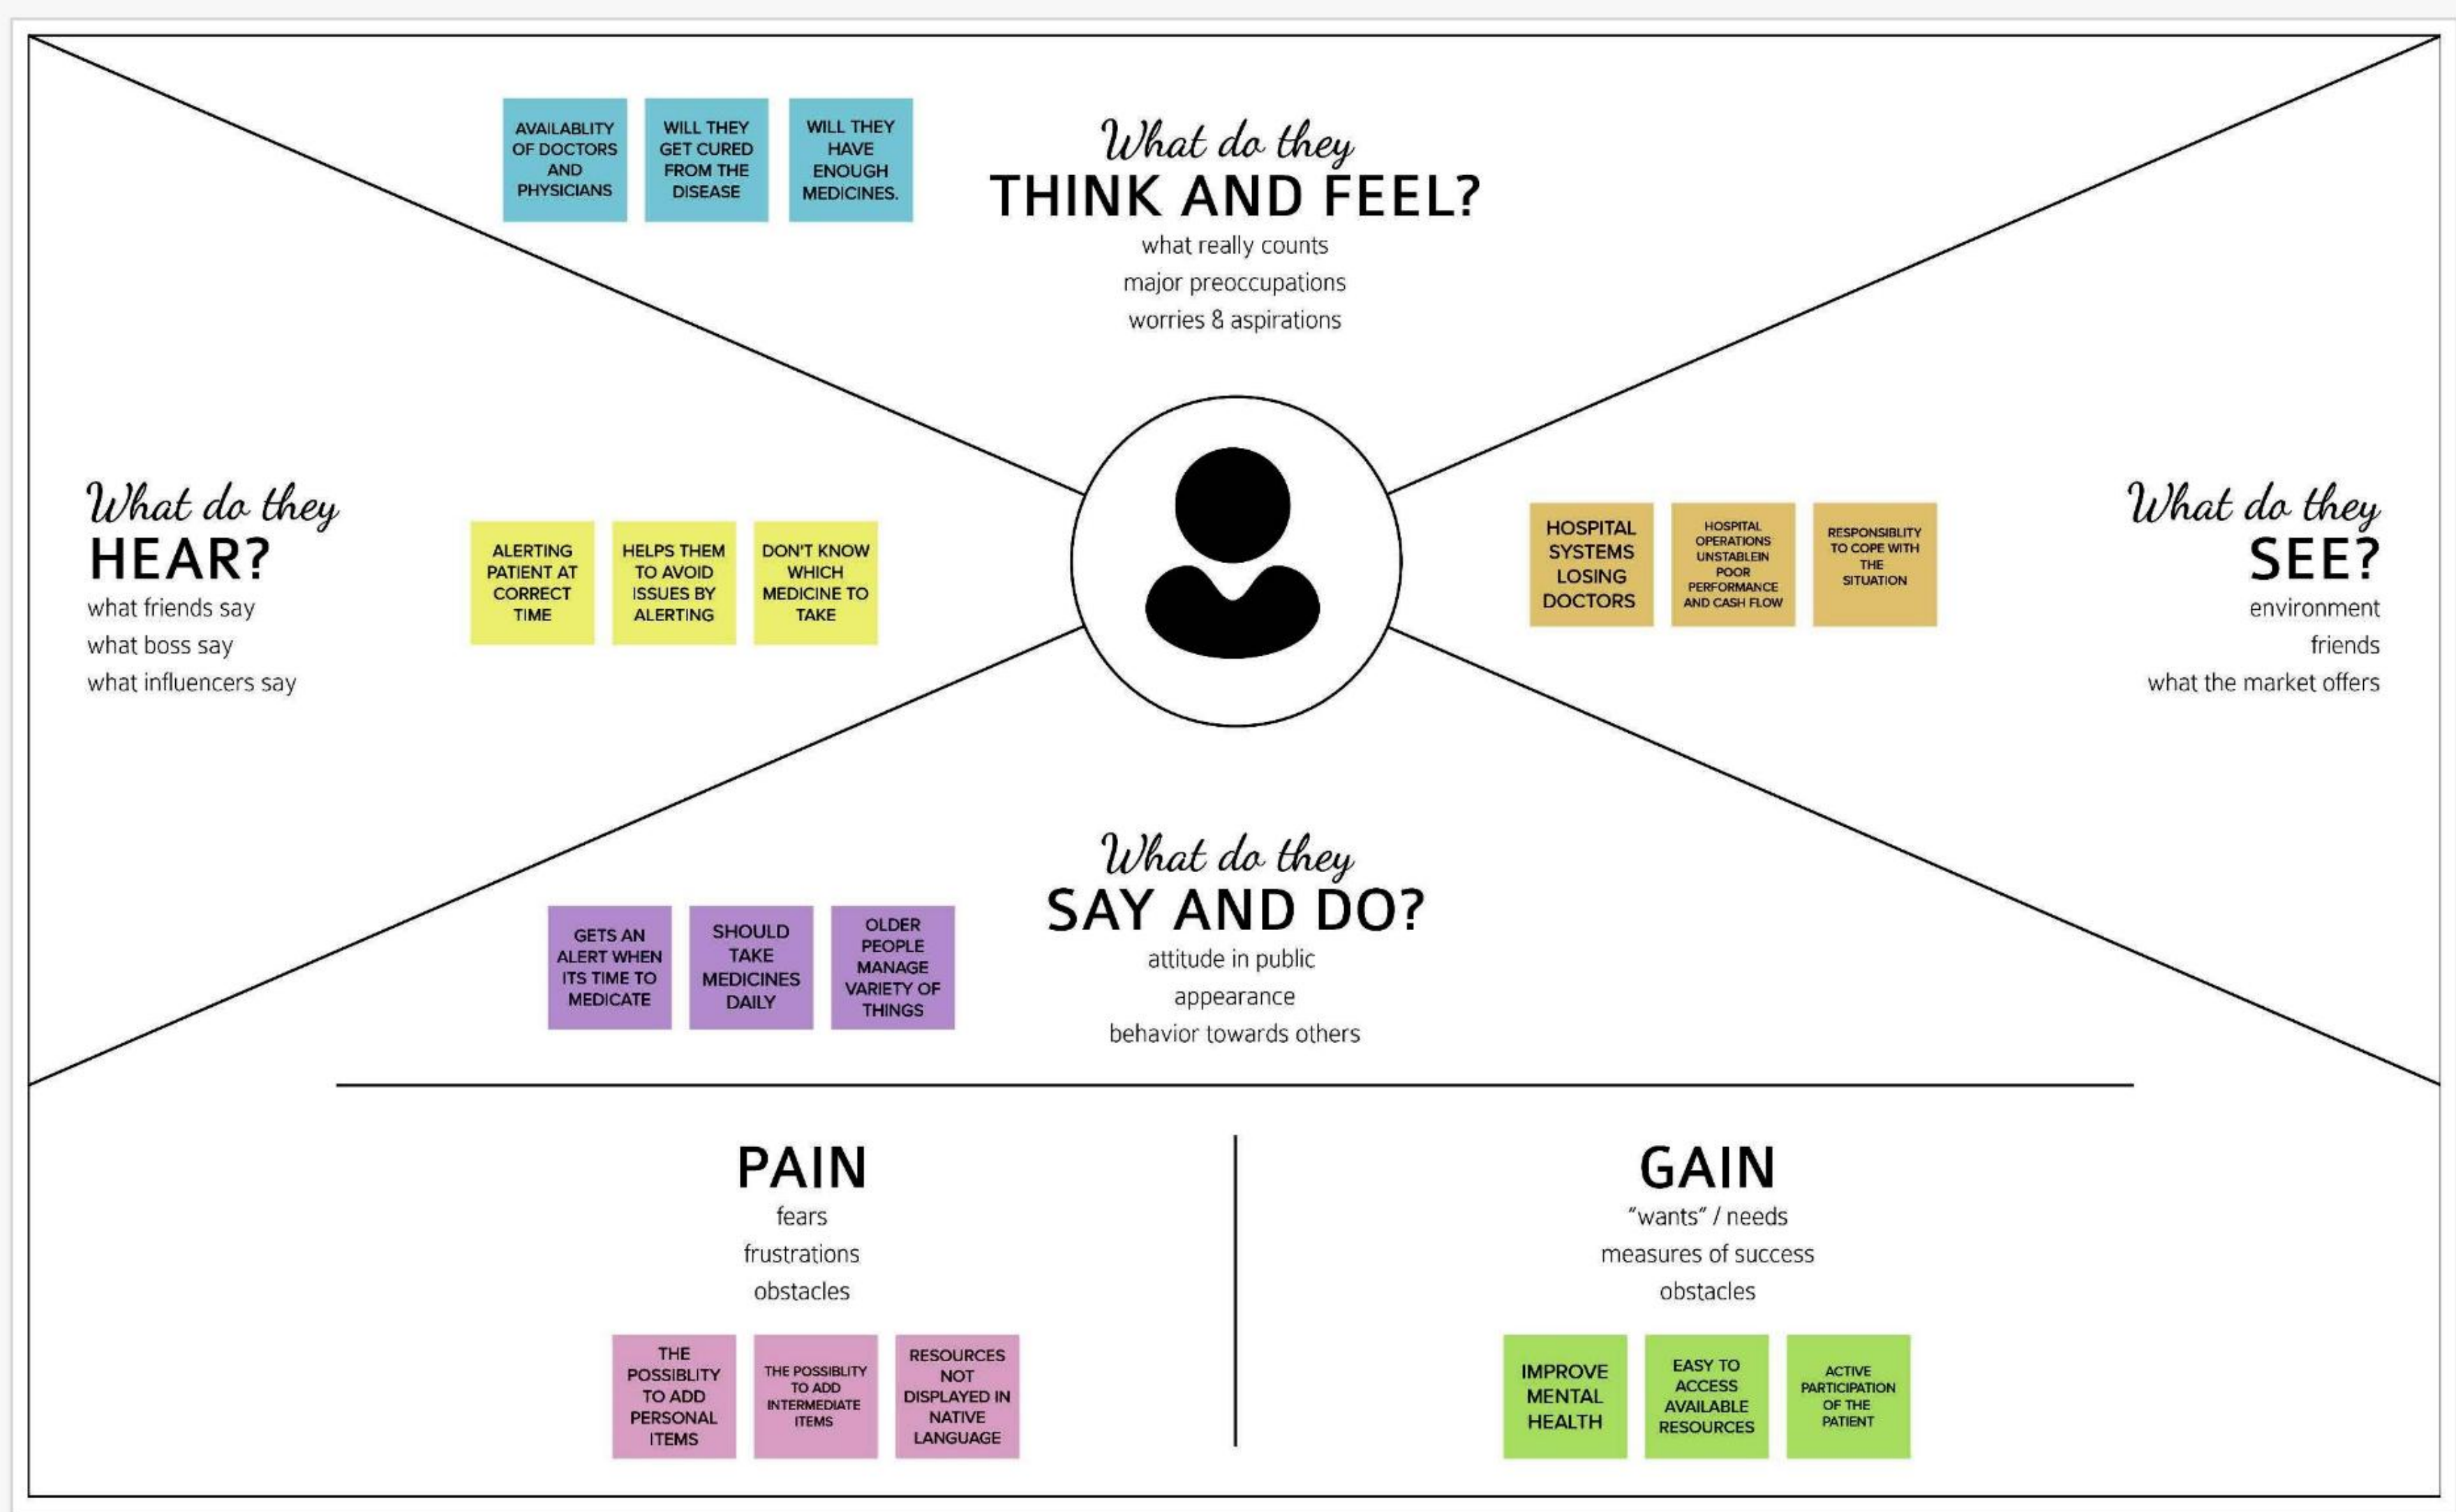 AVAILABLITY
OF DOCTORS
AND
PHYSICIANS
WILL THEY
GET CURED
FROM THE
DISEASE
WILL THEY
HAVE
ENOUGH
MEDICINES.
What do they
THINK AND FEEL?
what really counts
major preoccupations
worries & aspirations
What do they
HEAR?
what friends say
what boss say
what influencers say
ALERTING
PATIENT AT
CORRECT
TIME
HELPS THEM
TO AVOID
ISSUES BY
ALERTING
DON'T KNOW
WHICH
MEDICINE TO
TAKE
HOSPITAL
SYSTEMS
LOSING
DOCTORS
HOSPITAL
OPERATIONS
UNSTABLEIN
POOR
PERFORMANCE
AND CASH FLOW
RESPONSIBLITY
TO COPE WITH
THE
SITUATION
What do they
SEE?
environment
friends
what the market offers
What do they
SAY AND DO?
attitude in public
appearance
behavior towards others
GETS AN
ALERT WHEN
ITS TIME TO
MEDICATE
SHOULD
TAKE
MEDICINES
DAILY
OLDER
PEOPLE
MANAGE
VARIETY OF
THINGS
PAIN
fears
frustrations
obstacles
THE
POSSIBLITY
TO ADD
PERSONAL
ITEMS
THE POSSIBLITY
TO ADD
INTERMEDIATE
ITEMS
RESOURCES
NOT
DISPLAYED IN
NATIVE
LANGUAGE
GAIN
“wants” / needs
measures of success
obstacles
IMPROVE
MENTAL
HEALTH
EASY TO
ACCESS
AVAILABLE
RESOURCES
ACTIVE
PARTICIPATION
OF THE
PATIENT